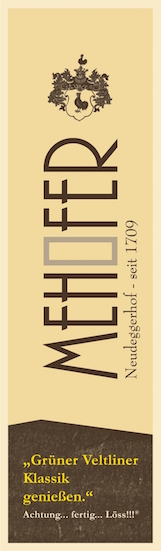 MEHOFER
Neudeggerhof - seit 1709
„Grüner Veltliner
Klassik
genießen.“
Achtung... fertig... Löss!!!®